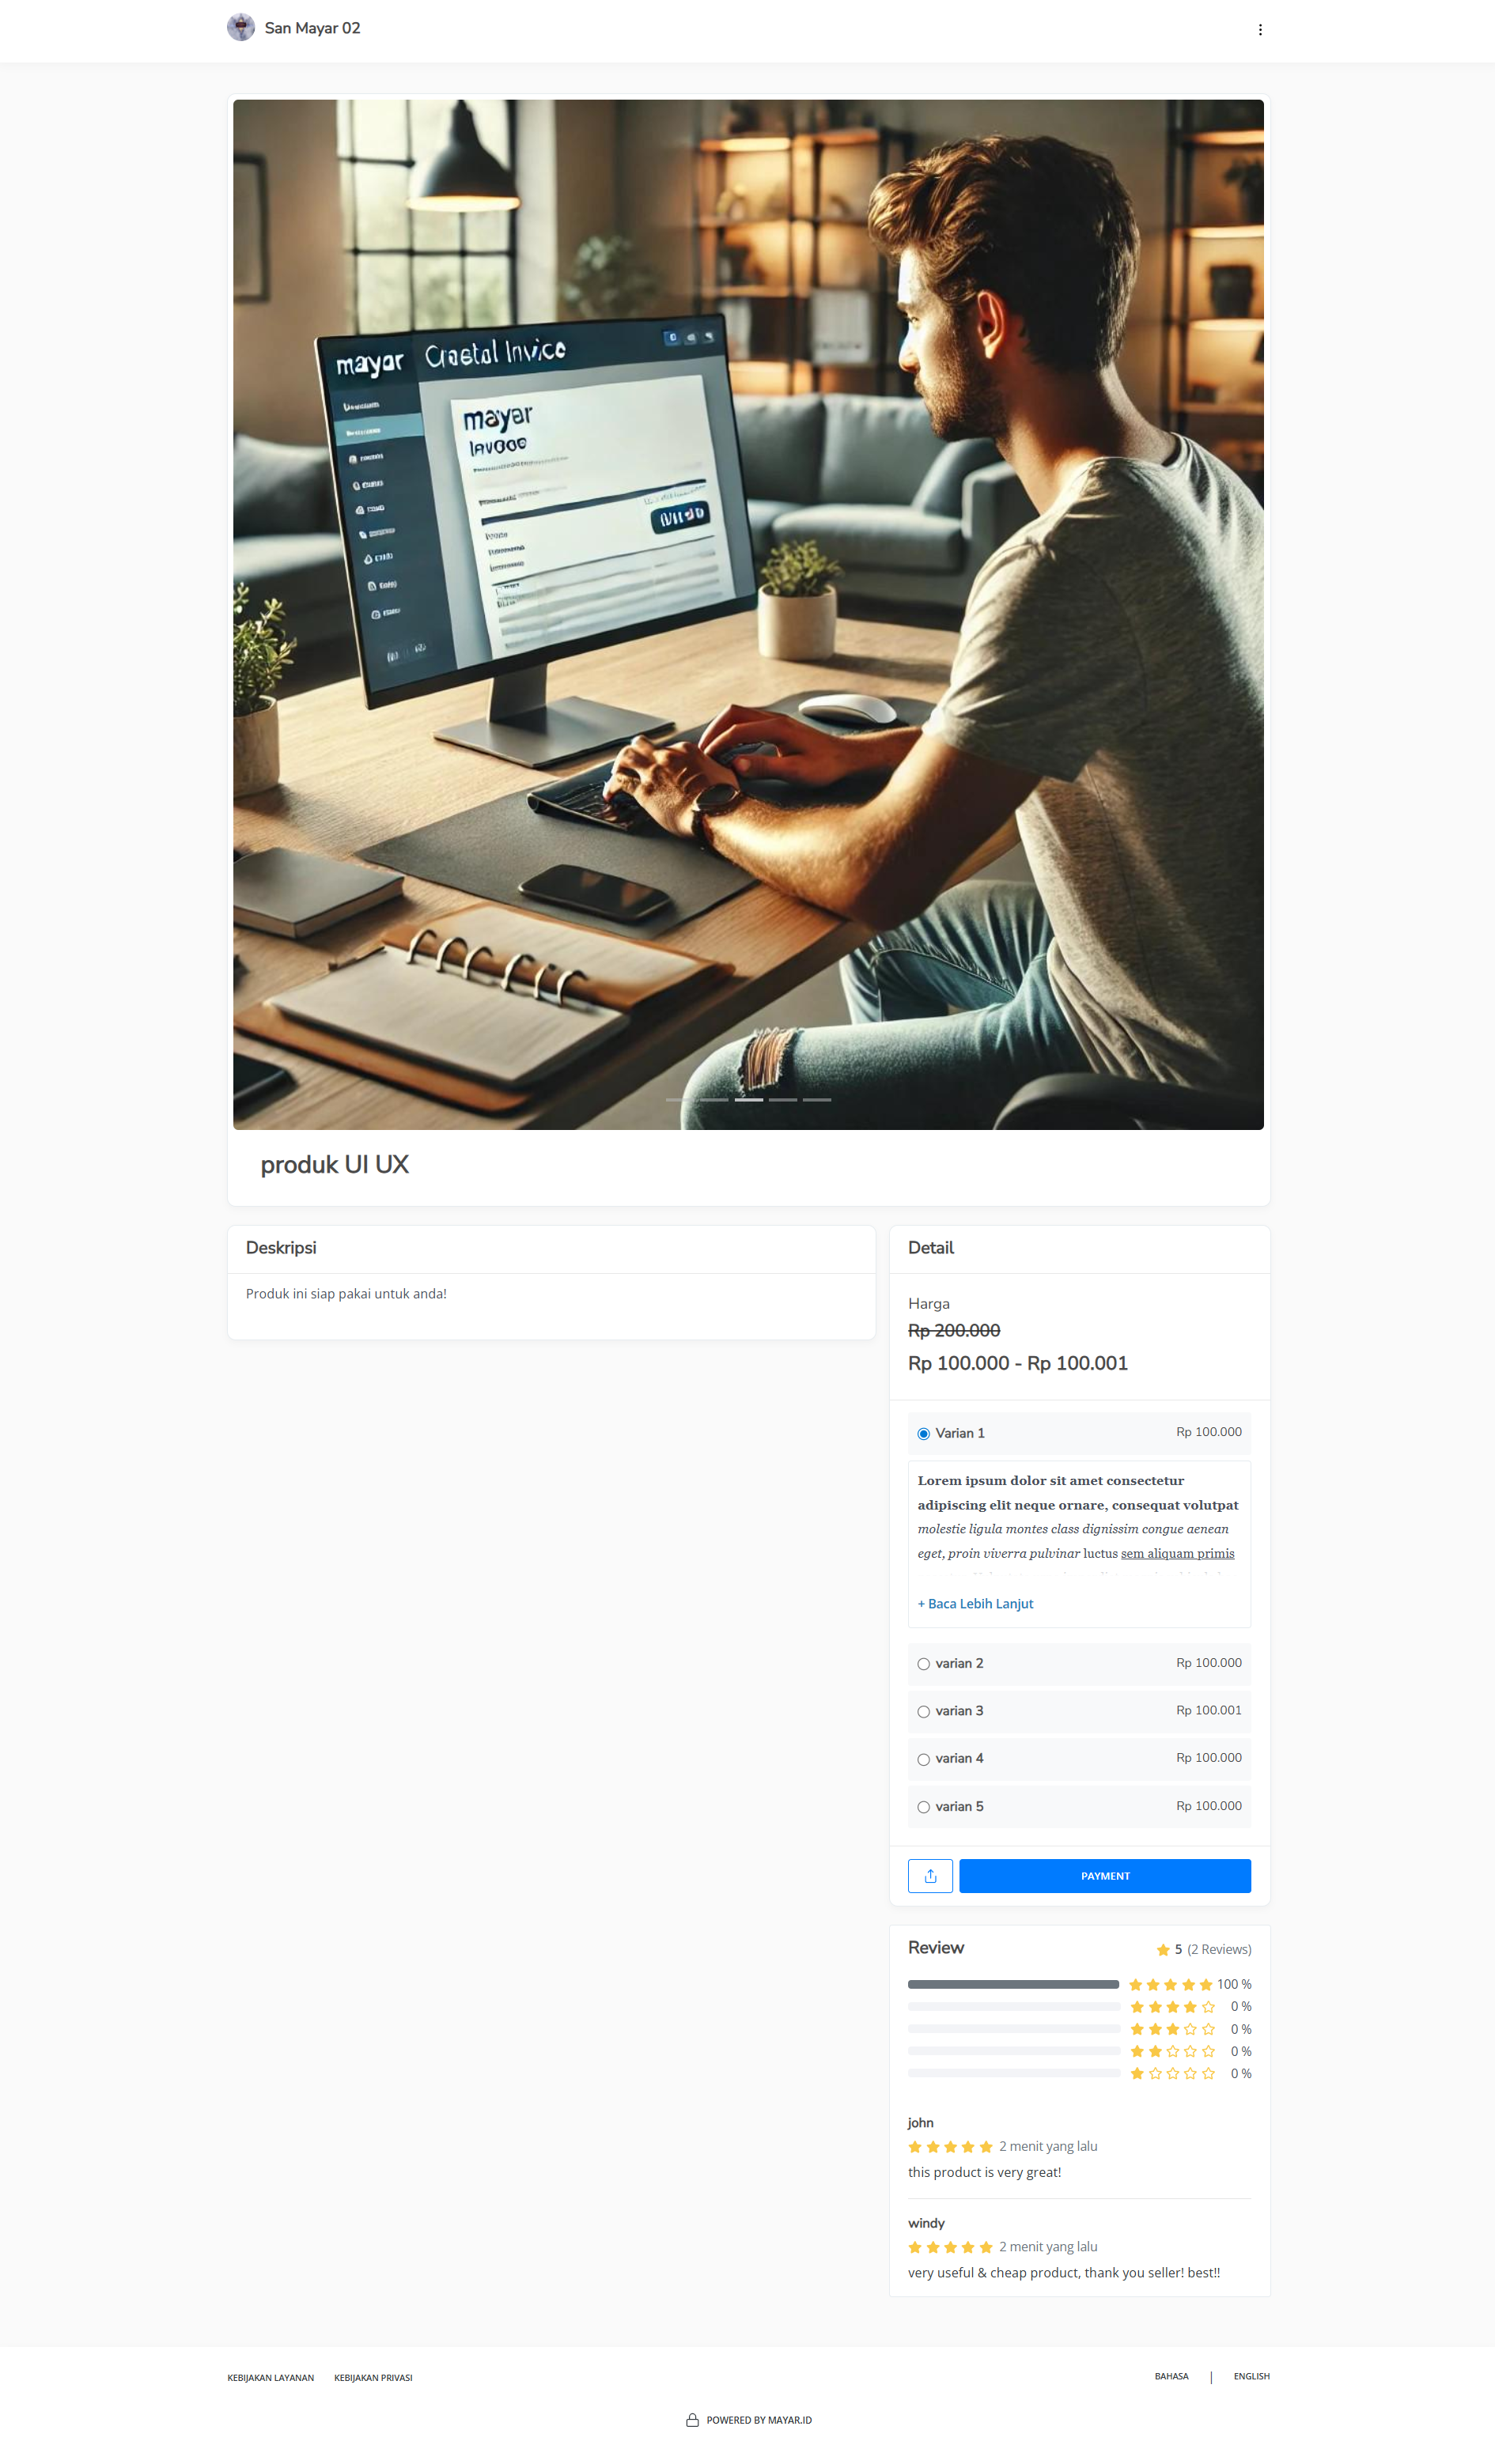 San Mayar 02
mayar
mayar
produk UI UX
Deskripsi
Produk ini siap pakai untuk anda!
Detail
Harga
Rp 200.000
Rp 100.000 - Rp 100.001
Varian 1 Rp 100.000
Lorem ipsum dolor sit amet consectetur
adipiscing elit neque ornare, consequat volutpat
molestie ligula montes class dignissim congue aenean
eget, proin viverra pulvinar luctus sem aliquam primis
+ Baca Lebih Lanjut
varian 2 Rp 100.000
varian 3 Rp 100.001
varian 4 Rp 100.000
varian 5 Rp 100.000
PAYMENT
Review 5 (2 Reviews)
100 %
0 %
0 %
0 %
0 %
john
2 menit yang lalu
this product is very great!
windy
2 menit yang lalu
very useful & cheap product, thank you seller! best!!
KEBIJAKAN LAYANAN KEBIJAKAN PRIVASI BAHASA | ENGLISH
POWERED BY MAYAR.ID